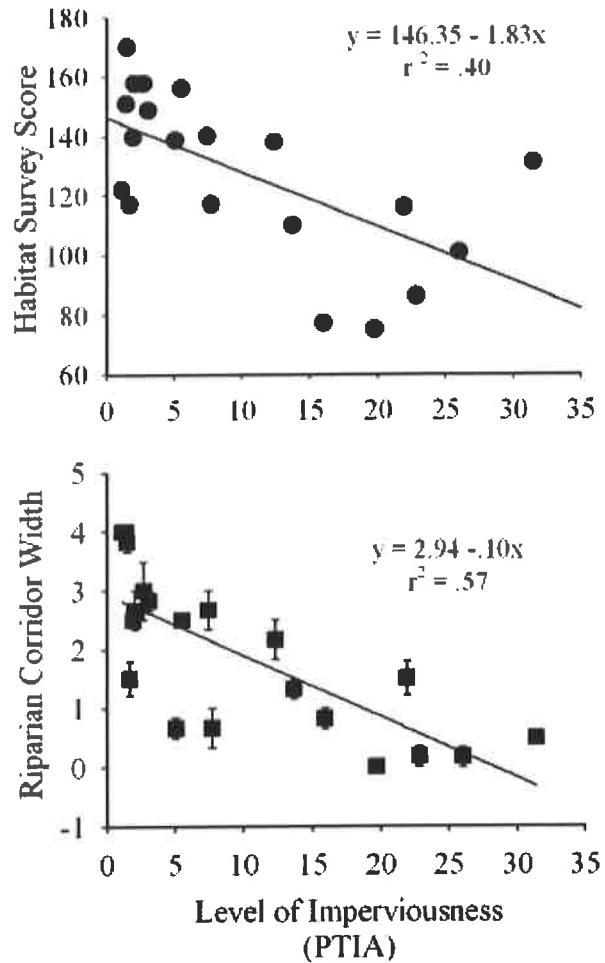 180
160
140
120
100
80
60
Habitat Survey Score
y = 146.35 - 1.83x
r 2 = .40
0 5 10 15 20 25 30 35
5
4
3
2
1
0
-1
Riparian Corridor Width
y = 2.94 -.10x
r2 = .57
0 5 10 15 20 25 30 35
Level of Imperviousness
(PTIA)